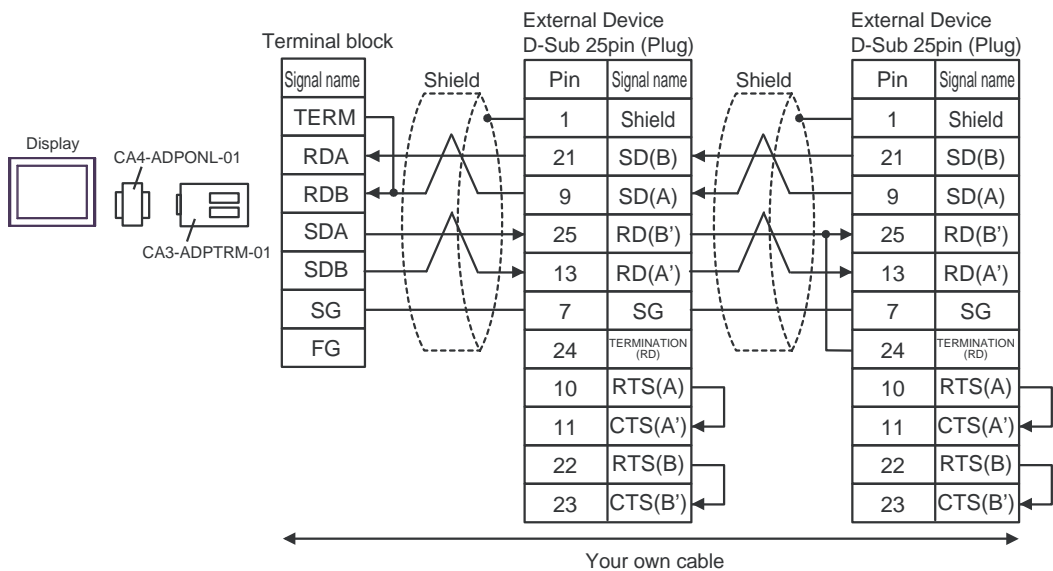 Display
CA4-ADPONL-01
CA3-ADPTRM-01
Terminal block
Signal name
TERM
RDA
RDB
SDA
SDB
SG
FG
Shield
External Device
D-Sub 25pin (Plug)
Pin Signal name
1 Shield
21 SD(B)
9 SD(A)
25 RD(B’)
13 RD(A’)
7 SG
24 TERMINATION
(RD)
10 RTS(A)
11 CTS(A’)
22 RTS(B)
23 CTS(B’)
Shield
External Device
D-Sub 25pin (Plug)
Pin Signal name
1 Shield
21 SD(B)
9 SD(A)
25 RD(B’)
13 RD(A’)
7 SG
24 TERMINATION
(RD)
10 RTS(A)
11 CTS(A’)
22 RTS(B)
23 CTS(B’)
Your own cable